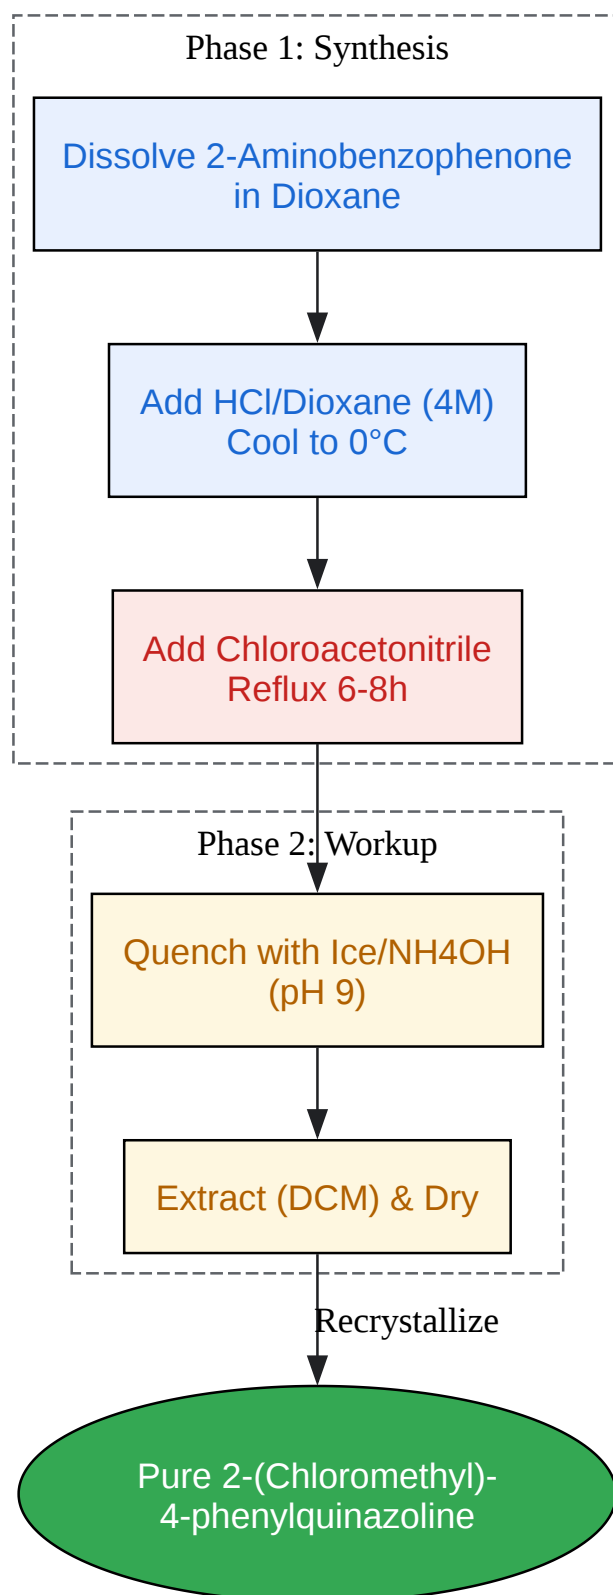 Phase 1: Synthesis
Dissolve 2-Aminobenzophenone
in Dioxane
Add HCl/Dioxane (4M)
Cool to 0°C
Add Chloroacetonitrile
Reflux 6-8h
Phase 2: Workup
Quench with Ice/NH4OH
(pH 9)
Extract (DCM) & Dry
Recrystallize
Pure 2-(Chloromethyl)-
4-phenylquinazoline